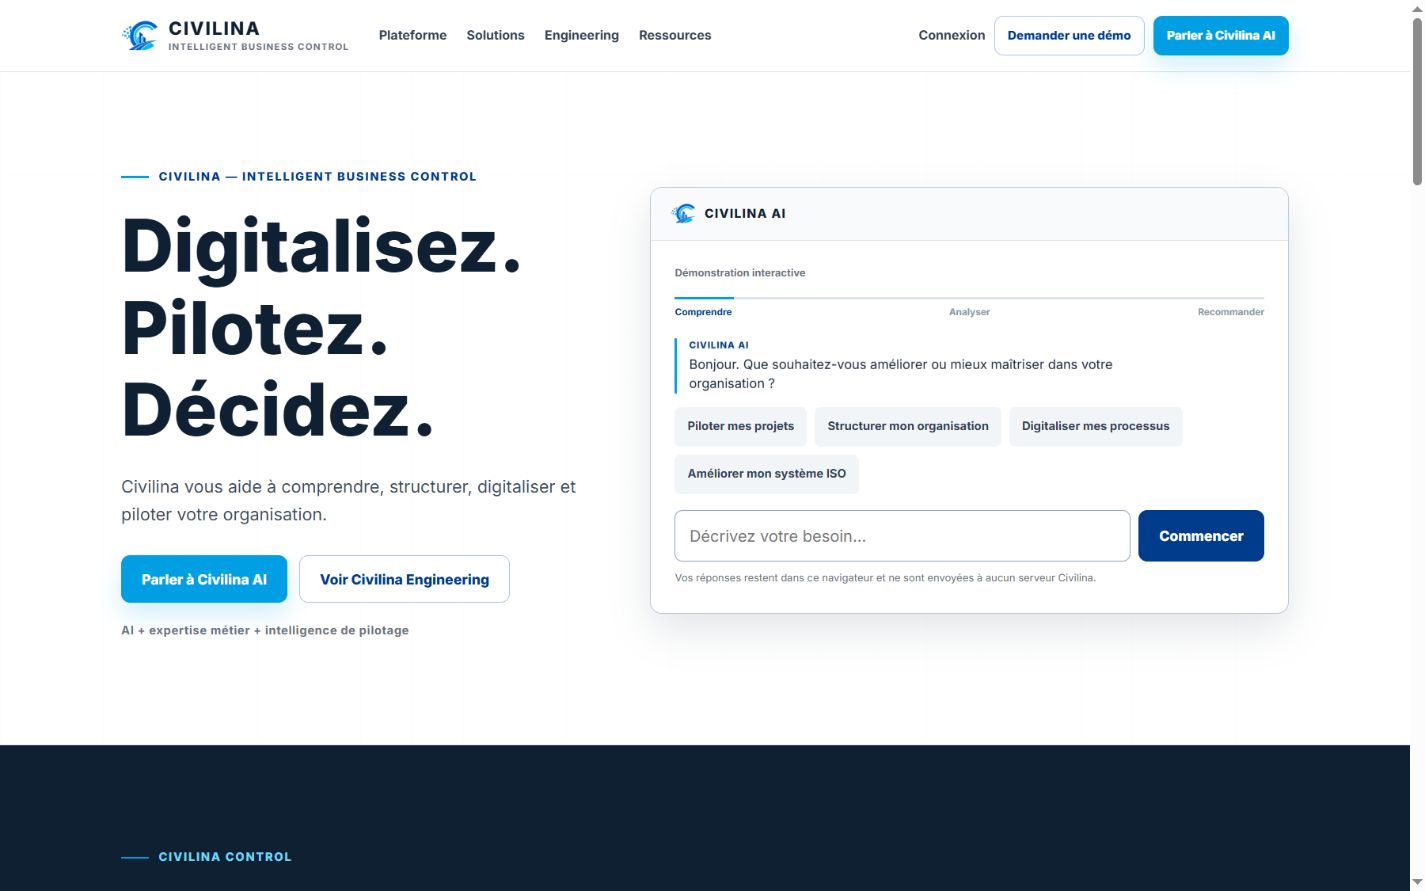 CIVILINA
INTELLIGENT BUSINESS CONTROL
Plateforme
Solutions
Engineering
Ressources
Connexion
Demander une démo
Parler à Civilina AI
CIVILINA — INTELLIGENT BUSINESS CONTROL
Digitalisez.
Pilotez.
Décidez.
Civilina vous aide à comprendre, structurer, digitaliser et
piloter votre organisation.
Parler à Civilina AI
Voir Civilina Engineering
AI + expertise métier + intelligence de pilotage
CIVILINA AI
Démonstration interactive
Comprendre
Analyser
Recommander
CIVILINA AI
Bonjour. Que souhaitez-vous améliorer ou mieux maîtriser dans votre
organisation ?
Piloter mes projets
Structurer mon organisation
Digitaliser mes processus
Améliorer mon système ISO
Décrivez votre besoin...
Commencer
Vos réponses restent dans ce navigateur et ne sont envoyées à aucun serveur Civilina.
CIVILINA CONTROL